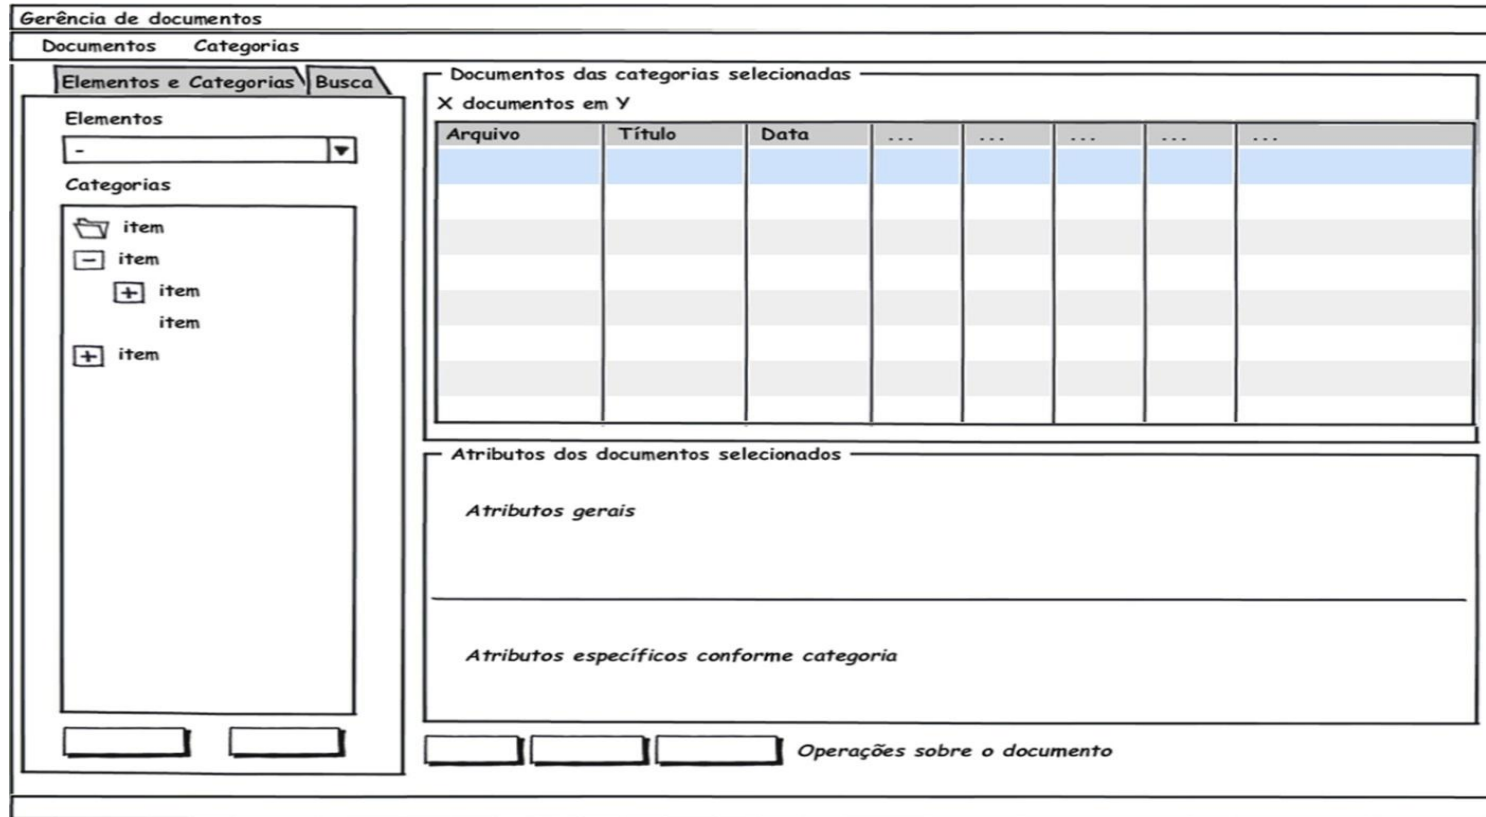 Gerência de documentos
Documentos Categorias
Elementos e Categorias Busca
Elementos
-
Categorias
item
item
item
item
item
Documentos das categorias selecionadas
X documentos em Y
Arquivo Título Data ... ... ... ... ...
Atributos dos documentos selecionados
Atributos gerais
Atributos específicos conforme categoria
Operações sobre o documento